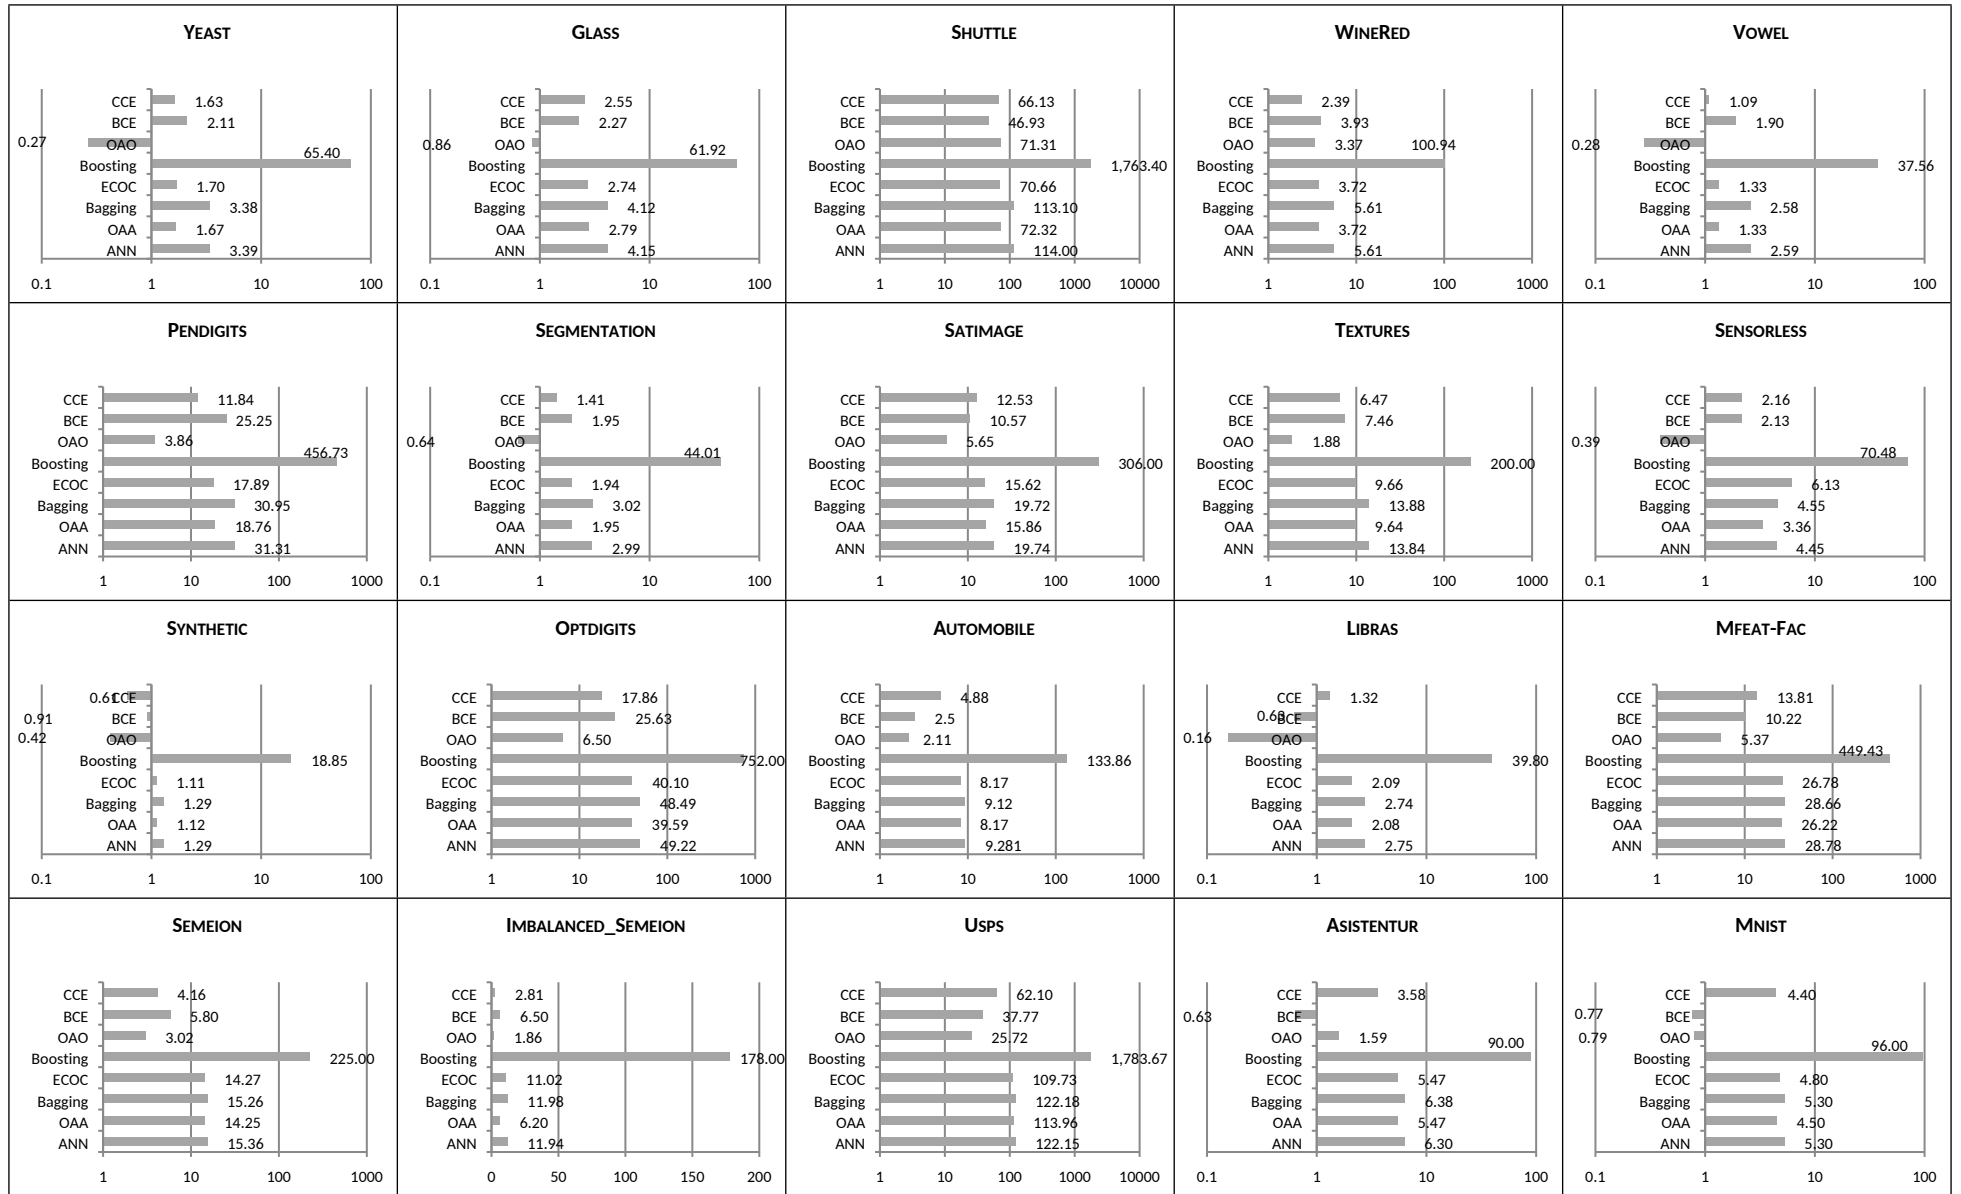 YEAST
CCE 1.63
BCE 2.11
0.27 OAO
Boosting 65.40
ECOC 1.70
Bagging 3.38
OAA 1.67
ANN 3.39
0.1 1 10 100
GLASS
CCE 2.55
BCE 2.27
0.86 OAO
Boosting 61.92
ECOC 2.74
Bagging 4.12
OAA 2.79
ANN 4.15
0.1 1 10 100
SHUTTLE
CCE 66.13
BCE 46.93
OAO 71.31
Boosting 1,763.40
ECOC 70.66
Bagging 113.10
OAA 72.32
ANN 114.00
1 10 100 1000 10000
WINERED
CCE 2.39
BCE 3.93
OAO 3.37
Boosting 100.94
ECOC 3.72
Bagging 5.61
OAA 3.72
ANN 5.61
1 10 100 1000
VOWEL
CCE 1.09
BCE 1.90
0.28 OAO
Boosting 37.56
ECOC 1.33
Bagging 2.58
OAA 1.33
ANN 2.59
0.1 1 10 100
PENDIGITS
CCE 11.84
BCE 25.25
OAO 3.86
Boosting 456.73
ECOC 17.89
Bagging 30.95
OAA 18.76
ANN 31.31
1 10 100 1000
SEGMENTATION
CCE 1.41
BCE 1.95
0.64 OAO
Boosting 44.01
ECOC 1.94
Bagging 3.02
OAA 1.95
ANN 2.99
0.1 1 10 100
SATIMAGE
CCE 12.53
BCE 10.57
OAO 5.65
Boosting 306.00
ECOC 15.62
Bagging 19.72
OAA 15.86
ANN 19.74
1 10 100 1000
TEXTURES
CCE 6.47
BCE 7.46
OAO 1.88
Boosting 200.00
ECOC 9.66
Bagging 13.88
OAA 9.64
ANN 13.84
1 10 100 1000
SENSORLESS
CCE 2.16
BCE 2.13
0.39 OAO
Boosting 70.48
ECOC 6.13
Bagging 4.55
OAA 3.36
ANN 4.45
0.1 1 10 100
SYNTHETIC
0.61 CCE
0.91 BCE
0.42 OAO
Boosting 18.85
ECOC 1.11
Bagging 1.29
OAA 1.12
ANN 1.29
0.1 1 10 100
OPTDIGITS
CCE 17.86
BCE 25.63
OAO 6.50
Boosting 752.00
ECOC 40.10
Bagging 48.49
OAA 39.59
ANN 49.22
1 10 100 1000
AUTOMOBILE
CCE 4.88
BCE 2.5
OAO 2.11
Boosting 133.86
ECOC 8.17
Bagging 9.12
OAA 8.17
ANN 9.281
1 10 100 1000
LIBRAS
CCE 1.32
BCE
0.16 OAO
Boosting 39.80
ECOC 2.09
Bagging 2.74
OAA 2.08
ANN 2.75
0.1 1 10 100
MFEAT-FAC
CCE 13.81
BCE 10.22
OAO 5.37
Boosting 449.43
ECOC 26.78
Bagging 28.66
OAA 26.22
ANN 28.78
1 10 100 1000
SEMEION
CCE 4.16
BCE 5.80
OAO 3.02
Boosting 225.00
ECOC 14.27
Bagging 15.26
OAA 14.25
ANN 15.36
1 10 100 1000
IMBALANCED_SEMEION
CCE 2.81
BCE 6.50
OAO 1.86
Boosting 178.00
ECOC 11.02
Bagging 11.98
OAA 6.20
ANN 11.94
0 50 100 150 200
USPS
CCE 62.10
BCE 37.77
OAO 25.72
Boosting 1,783.67
ECOC 109.73
Bagging 122.18
OAA 113.96
ANN 122.15
1 10 100 1000 10000
ASISTENTUR
CCE 3.58
0.63 BCE
OAO 1.59
Boosting 90.00
ECOC 5.47
Bagging 6.38
OAA 5.47
ANN 6.30
0.1 1 10 100
MNIST
CCE 4.40
0.77 BCE
0.79 OAO
Boosting 96.00
ECOC 4.80
Bagging 5.30
OAA 4.50
ANN 5.30
0.1 1 10 100